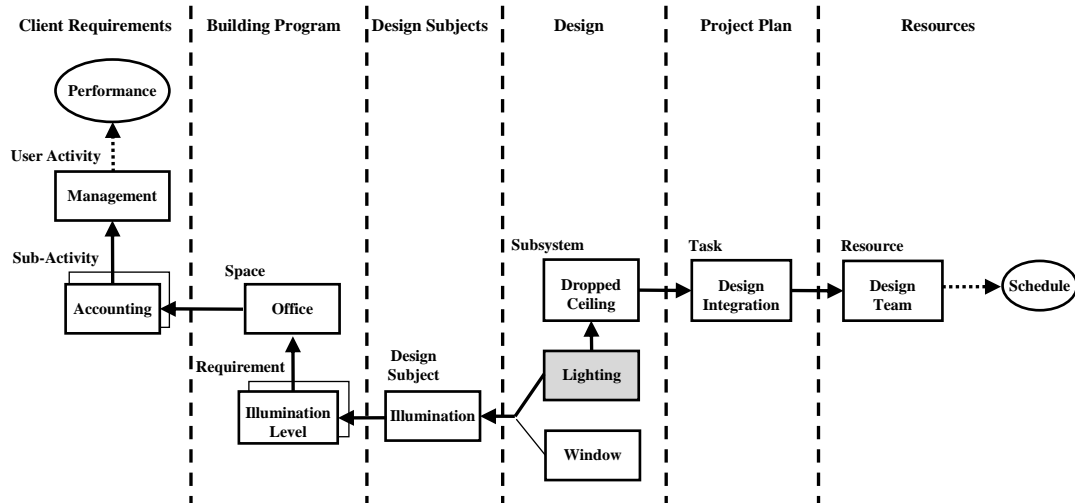 Client Requirements
Building Program
Design Subjects
Design
Project Plan
Resources
Performance
User Activity
Management
Sub-Activity
Accounting
Space
Office
Requirement
Illumination
Level
Design
Subject
Illumination
Subsystem
Dropped
Ceiling
Lighting
Window
Task
Design
Integration
Resource
Design
Team
Schedule